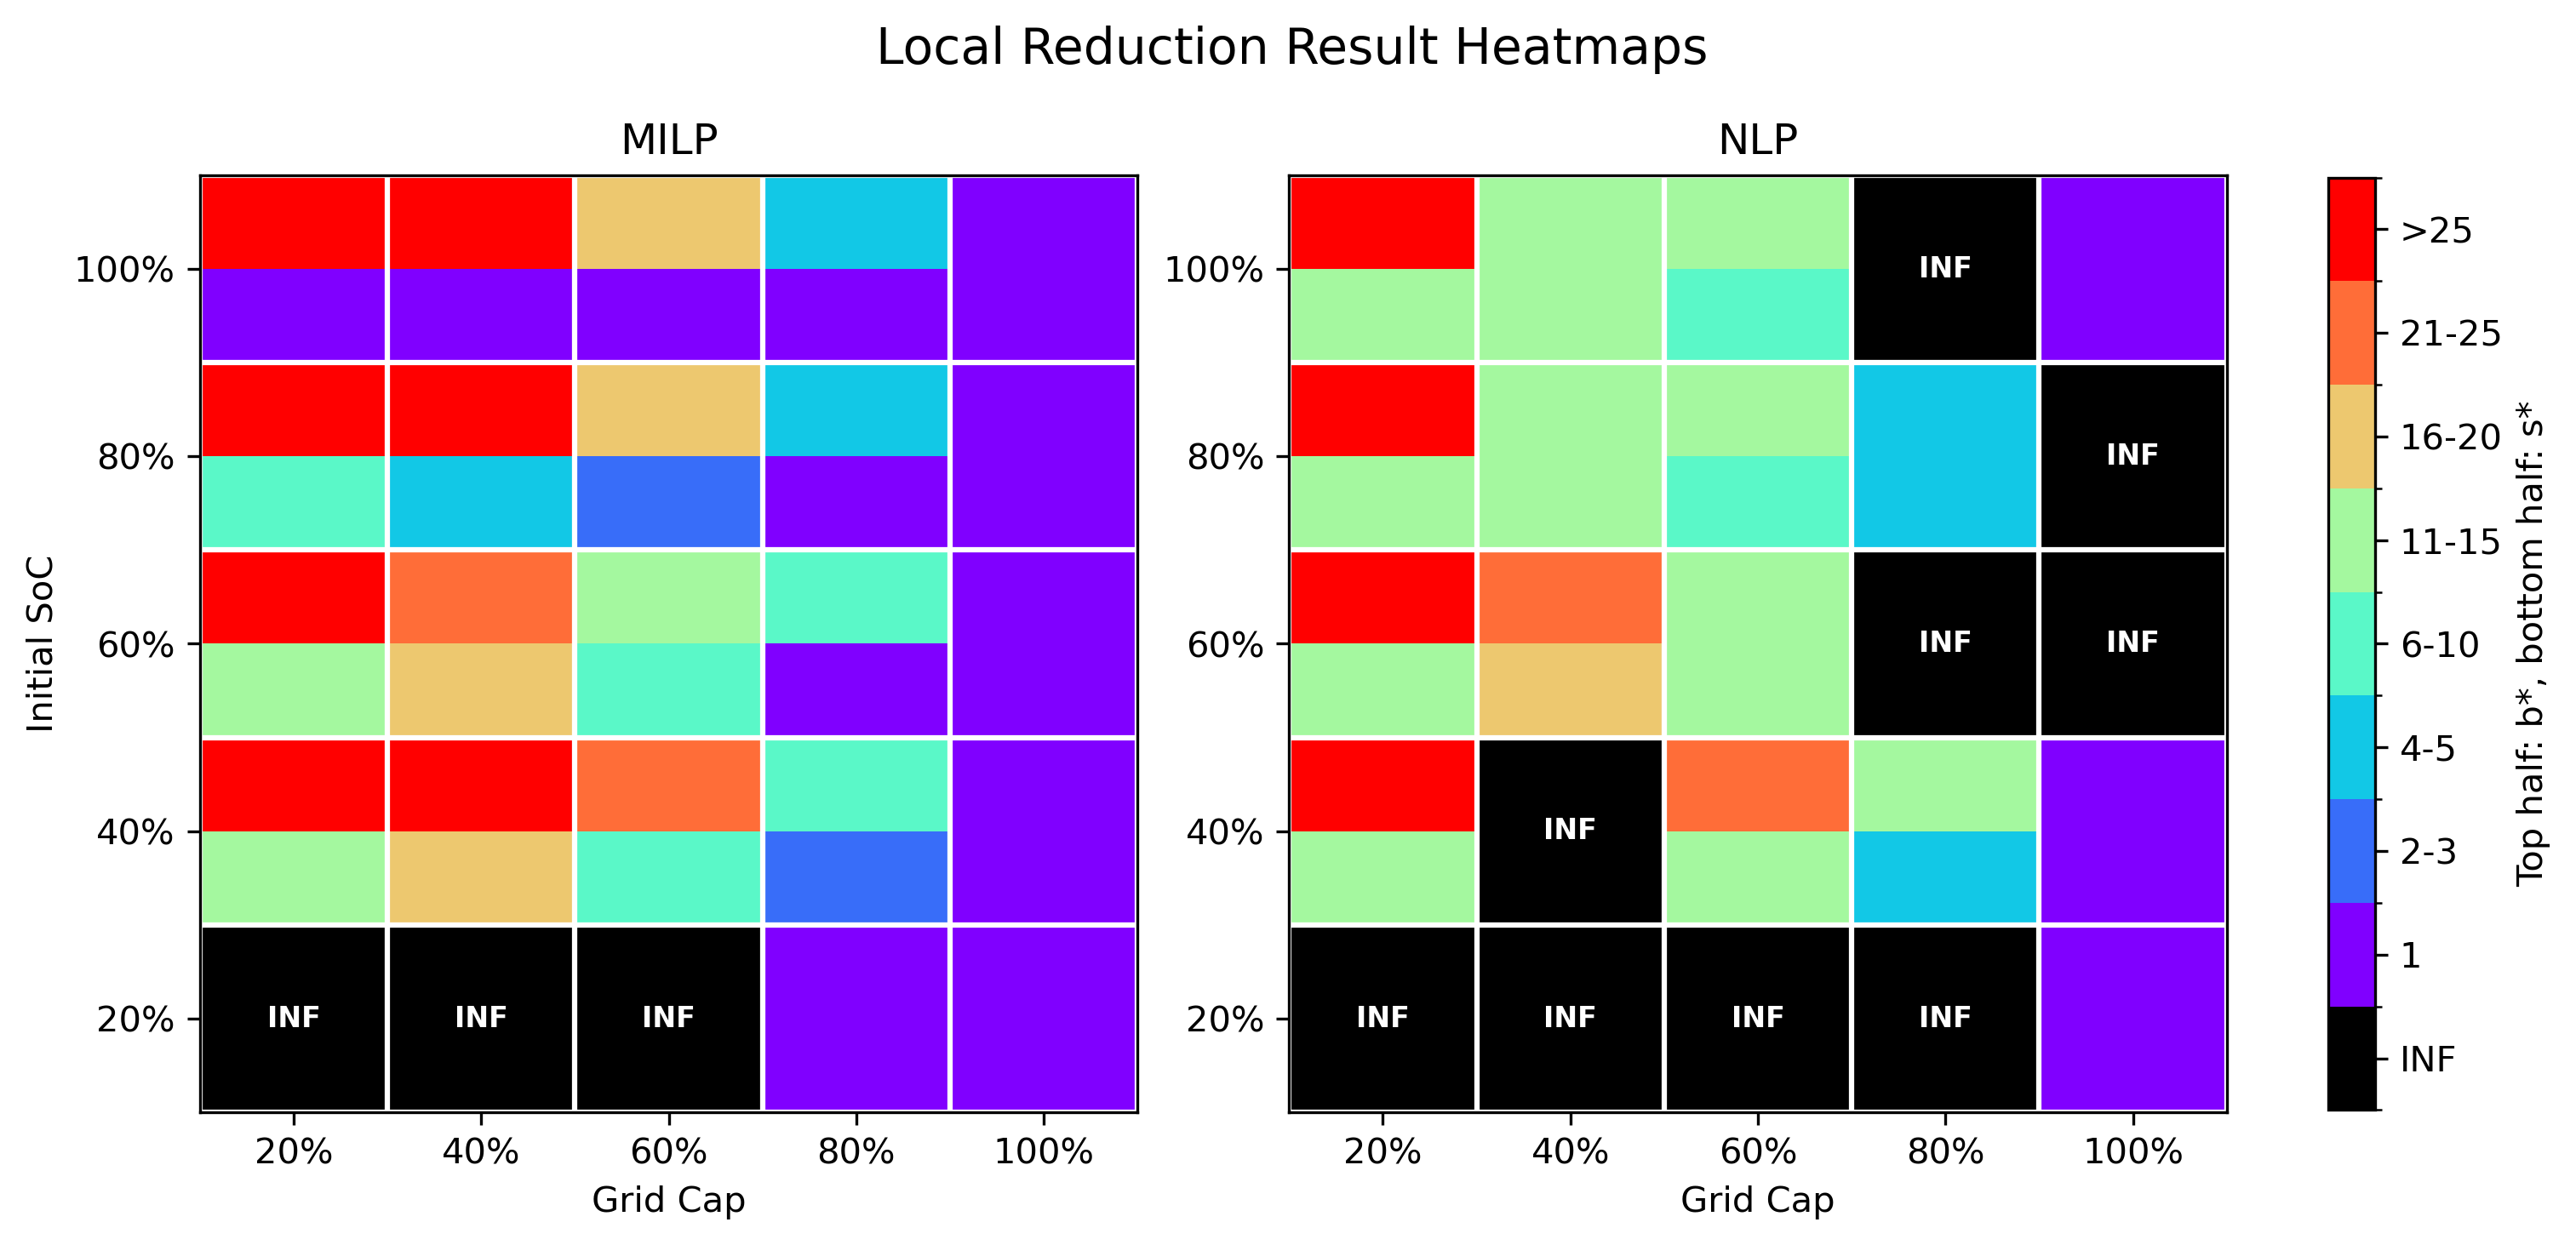 Local Reduction Result Heatmaps
MILP
100%
80%
60%
40%
20%
Initial SoC
INF
INF
INF
20%
40%
60%
80%
100%
Grid Cap
NLP
100%
80%
60%
40%
20%
INF
INF
INF
INF
INF
INF
INF
INF
INF
20%
40%
60%
80%
100%
Grid Cap
>25
21-25
16-20
11-15
6-10
4-5
2-3
1
INF
Top half: b*, bottom half: s*